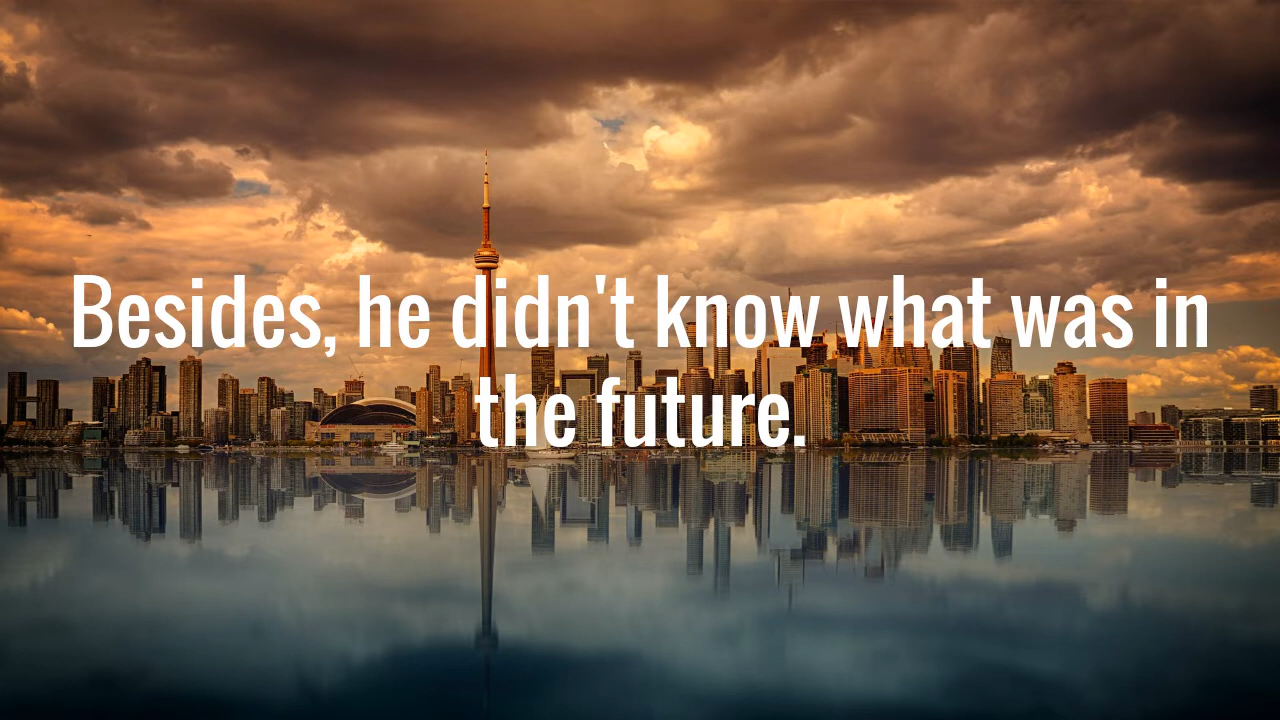 Besides, he didn't know what was in
the future.